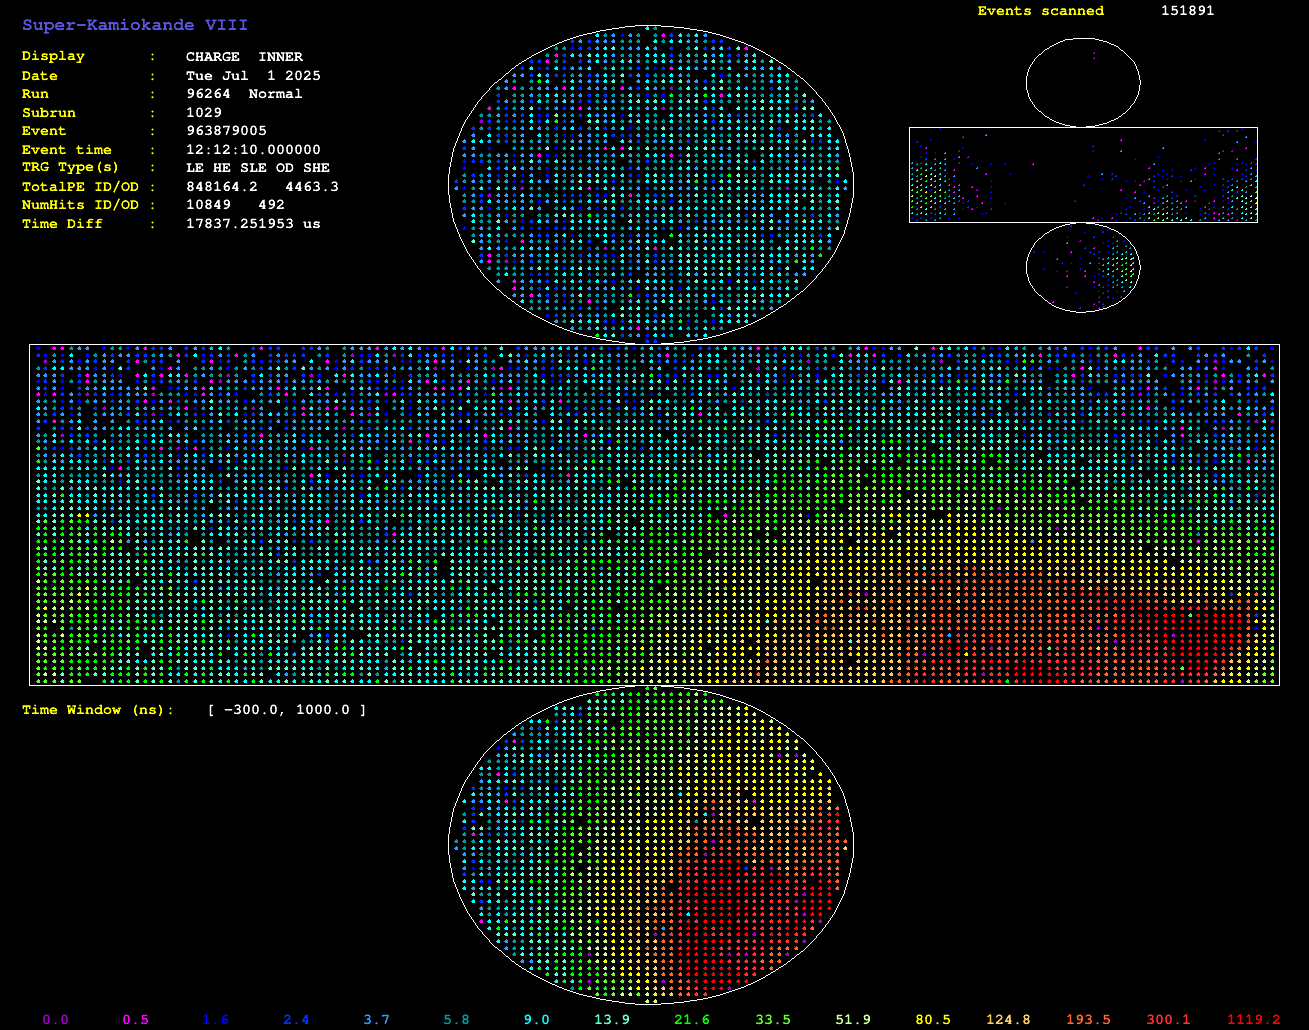 Super-Kamiokande VIII
Events scanned 151891
Display : CHARGE INNER
Date : Tue Jul 1 2025
Run : 96264 Normal
Subrun : 1029
Event : 963879005
Event time : 12:12:10.000000
TRG Type(s) : LE HE SLE OD SHE
TotalPE ID/OD : 848164.2 4463.3
NumHits ID/OD : 10849 492
Time Diff : 17837.251953 us
Time Window (ns): [ -300.0, 1000.0 ]
0.0 0.5 1.6 2.4 3.7 5.8 9.0 13.9 21.6 33.5 51.9 80.5 124.8 193.5 300.1 1119.2